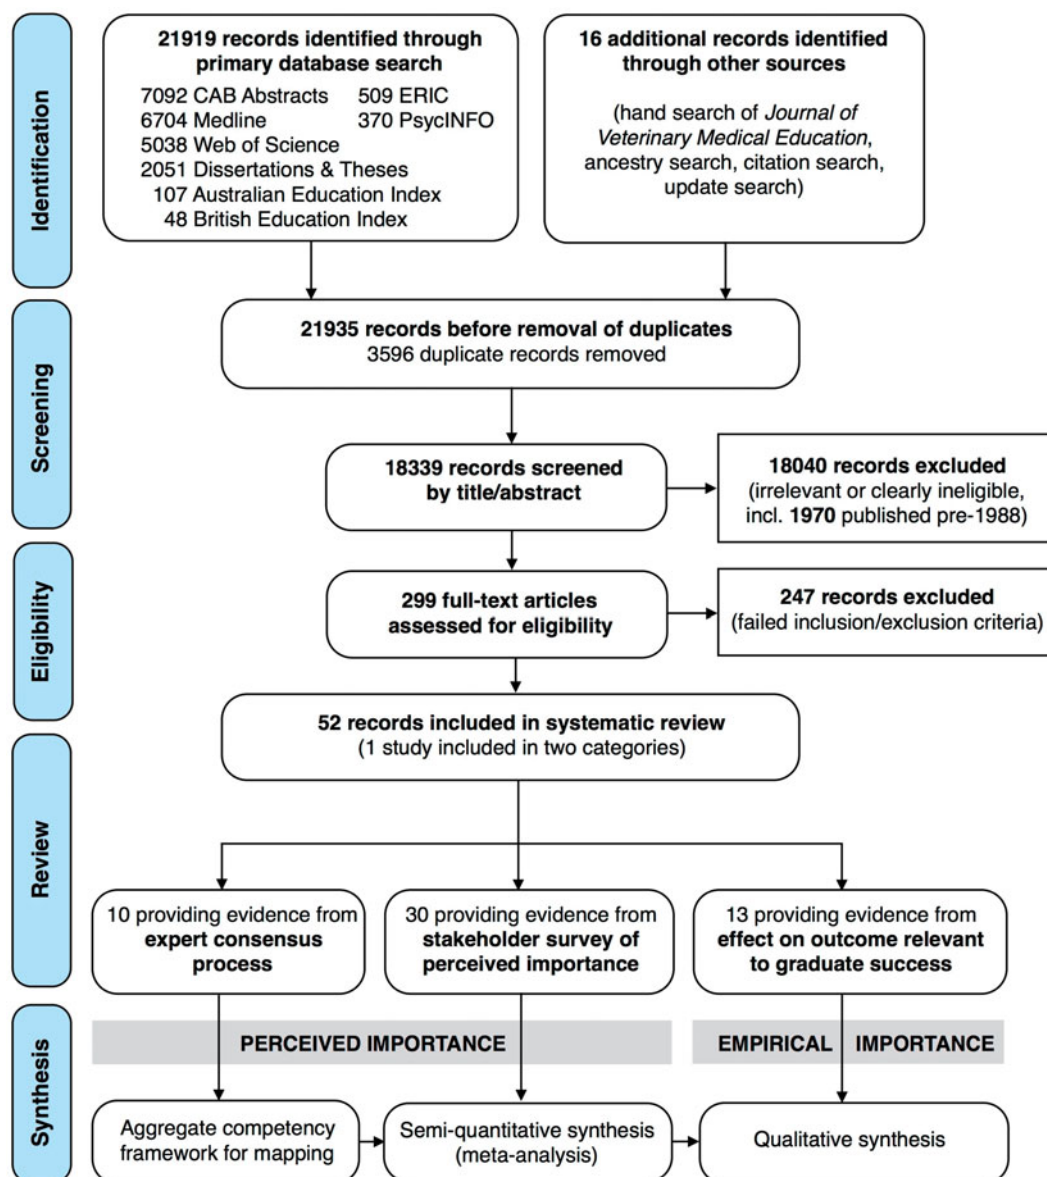 Identification
21919 records identified through
primary database search
7092 CAB Abstracts 509 ERIC
6704 Medline 370 PsycINFO
5038 Web of Science
2051 Dissertations & Theses
107 Australian Education Index
48 British Education Index
16 additional records identified
through other sources
(hand search of Journal of
Veterinary Medical Education,
ancestry search, citation search,
update search)
Screening
21935 records before removal of duplicates
3596 duplicate records removed
18339 records screened
by title/abstract
18040 records excluded
(irrelevant or clearly ineligible,
incl. 1970 published pre-1988)
Eligibility
299 full-text articles
assessed for eligibility
247 records excluded
(failed inclusion/exclusion criteria)
52 records included in systematic review
(1 study included in two categories)
Review
10 providing evidence from
expert consensus
process
30 providing evidence from
stakeholder survey of
perceived importance
13 providing evidence from
effect on outcome relevant
to graduate success
Synthesis
PERCEIVED IMPORTANCE
EMPIRICAL IMPORTANCE
Aggregate competency
framework for mapping
Semi-quantitative synthesis
(meta-analysis)
Qualitative synthesis